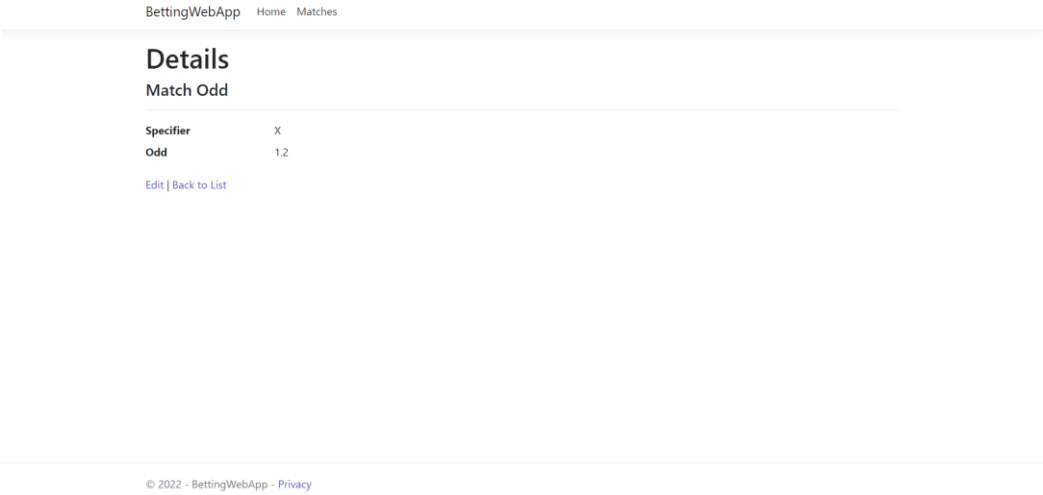 BettingWebApp Home Matches
Details
Match Odd
Specifier X
Odd 1.2
Edit | Back to List
© 2022 - BettingWebApp - Privacy